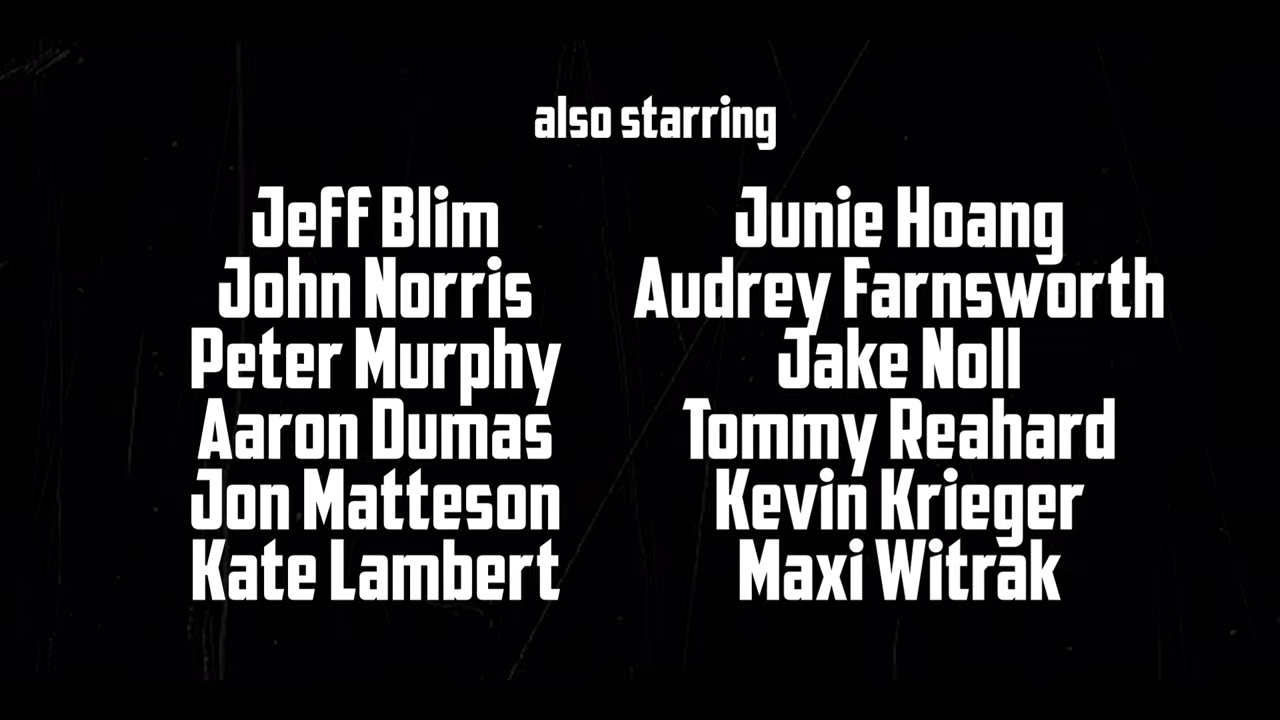 also starring
Jeff Blim
John Norris
Peter Murphy
Aaron Dumas
Jon Matteson
Kate Lambert
Junie Hoang
Audrey Farnsworth
Jake Noll
Tommy Reahard
Kevin Krieger
Maxi Witrak